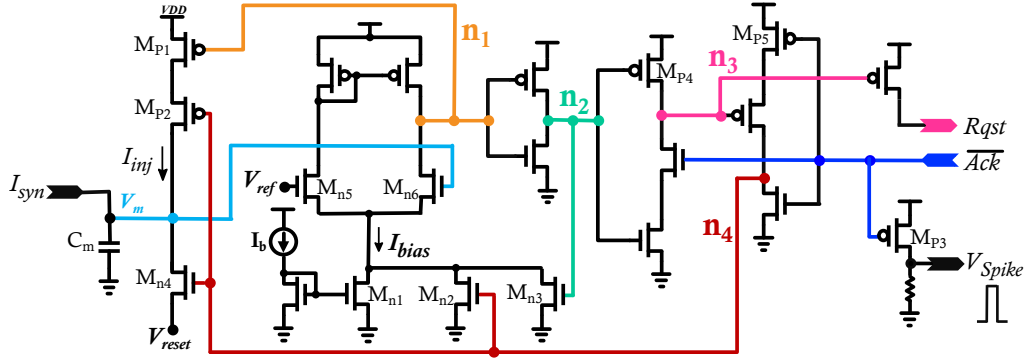 VDD
n1
MP1
MP5
MP4
n3
n2
MP2
Rqst
Iinj
Ack
Isyn
Vref
Mn5
Mn6
Vm
n4
Cm
Ib
Ibias
MP3
VSpike
Mn4
Mn1
Mn2
Mn3
Vreset